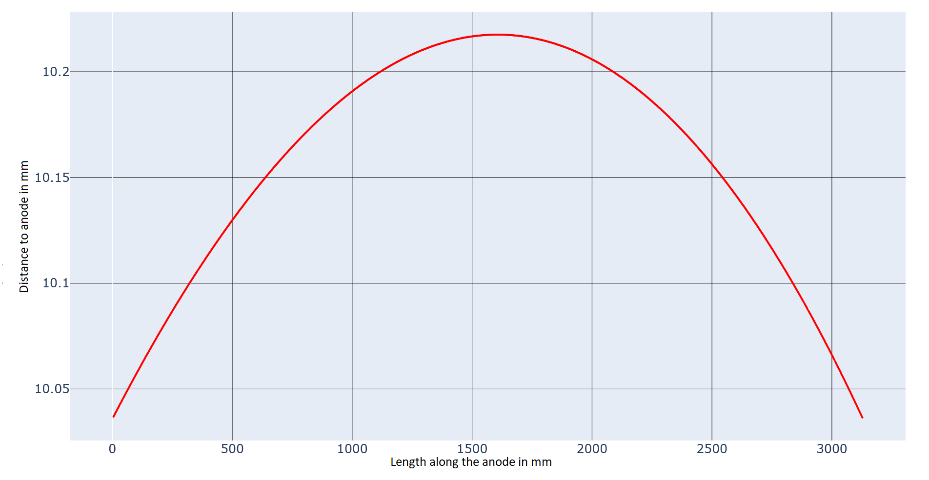 10.2
10.15
10.1
10.05
Distance to anode in mm
0 500 1000 1500 2000 2500 3000
Length along the anode in mm